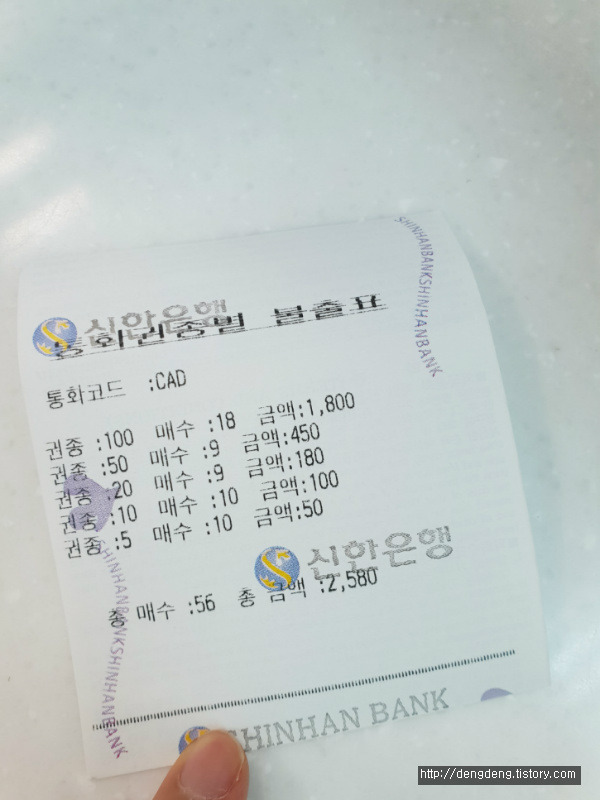 신한은행
통화권종별 불출표
SHINHANBANKSHINHANBANK
통화코드 :CAD
권종 :100 매수 :18 금액:1,800
권종 :50 매수 :9 금액:450
권종 :20 매수 :9 금액:180
권종 :10 매수 :10 금액:100
권종 :5 매수 :10 금액:50
신한은행
총 매수 :56 총 금액 :2,580
SHINHANBANKSHINHANBANK
SHINHAN BANK
http://dengdeng.tistory.com